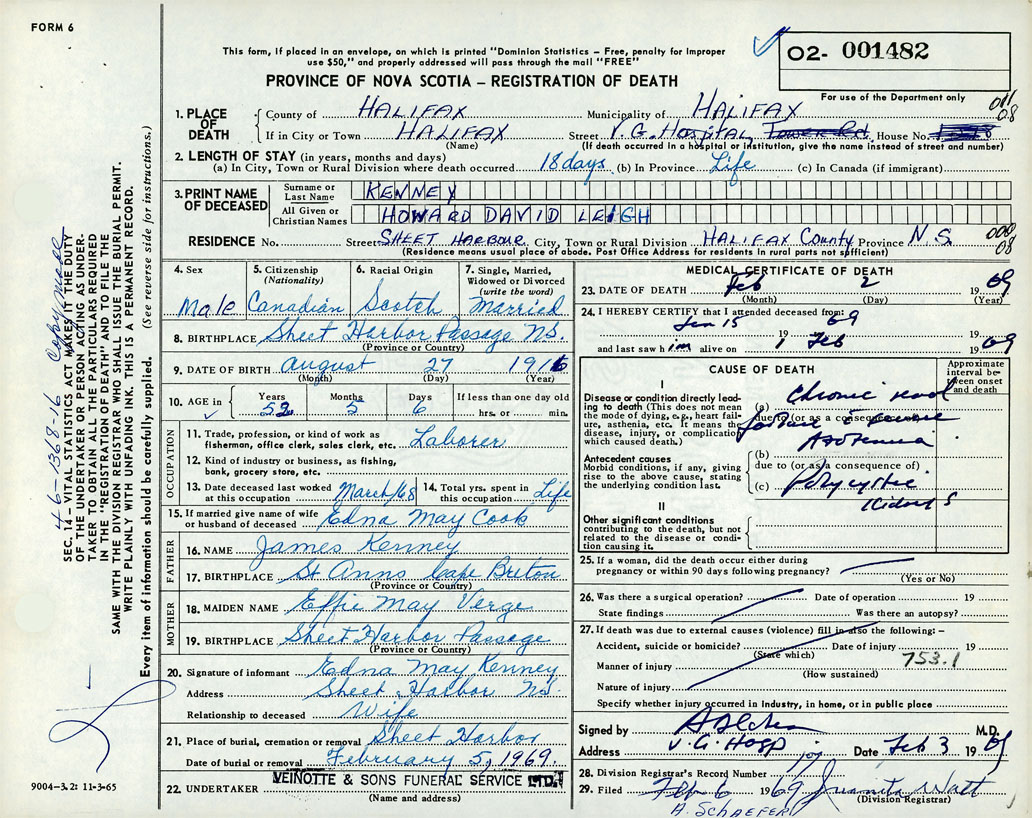 FORM 6
This form, if placed in an envelope, on which is printed "Dominion Statistics – Free, penalty for improper
use $50," and properly addressed will pass through the mail "FREE"
PROVINCE OF NOVA SCOTIA – REGISTRATION OF DEATH
O2- 001482
For use of the Department only
011
08
1. PLACE OF DEATH
County of HALIFAX Municipality of HALIFAX
If in City or Town HALIFAX Street V.G. Hospital House No.
(Name) (If death occurred in a hospital or institution, give the name instead of street and number)
2. LENGTH OF STAY (in years, months and days)
(a) In City, Town or Rural Division where death occurred 18 days (b) In Province Life (c) In Canada (if immigrant)
3. PRINT NAME OF DECEASED
Surname or Last Name KENNEY
All Given or Christian Names HOWARD DAVID LEIGH
RESIDENCE No. Street SHEET HARBOUR City, Town or Rural Division HALIFAX County Province N.S. 000
08
(Residence means usual place of abode. Post Office Address for residents in rural parts not sufficient)
4. Sex
Male
5. Citizenship
(Nationality)
Canadian
6. Racial Origin
Scotch
7. Single, Married,
Widowed or Divorced
(write the word)
Married
8. BIRTHPLACE Sheet Harbor Passage NS.
(Province or Country)
9. DATE OF BIRTH August 27 1916
(Month) (Day) (Year)
10. AGE in
Years Months Days If less than one day old
52 5 6 hrs. or min.
OCCUPATION
11. Trade, profession, or kind of work as
fisherman, office clerk, sales clerk, etc. Laborer
12. Kind of industry or business, as fishing,
bank, grocery store, etc.
13. Date deceased last worked
at this occupation March/68
14. Total yrs. spent in
this occupation Life
15. If married give name of wife
or husband of deceased Edna May Cook
FATHER
16. NAME James Kenney
17. BIRTHPLACE St Anns Cape Breton
(Province or Country)
MOTHER
18. MAIDEN NAME Effie May Verge
19. BIRTHPLACE Sheet Harbor Passage
(Province or Country)
20. Signature of informant Edna May Kenney
Address Sheet Harbor NS
Relationship to deceased Wife
21. Place of burial, cremation or removal Sheet Harbor
Date of burial or removal February 5, 1969.
22. UNDERTAKER VEINOTTE & SONS FUNERAL SERVICE LTD.
(Name and address)
MEDICAL CERTIFICATE OF DEATH
23. DATE OF DEATH Feb 2 1969
(Month) (Day) (Year)
24. I HEREBY CERTIFY that I attended deceased from:
Jan 15 1969
and last saw him alive on 1 Feb 1969
CAUSE OF DEATH
Approximate
interval between onset
and death
I
Disease or condition directly leading to death (This does not
mean the mode of dying, e.g., heart failure, asthenia, etc. It means the
disease, injury, or complication
which caused death.)
(a) Chronic renal
due to (or as a consequence of)
failure
(b)
due to (or as a consequence of)
(c) Polycystic
Kidneys
Antecedent causes
Morbid conditions, if any, giving
rise to the above cause, stating
the underlying condition last.
II
Other significant conditions
contributing to the death, but not
related to the disease or condition causing it.
25. If a woman, did the death occur either during
pregnancy or within 90 days following pregnancy?
(Yes or No)
26. Was there a surgical operation? Date of operation 19
State findings Was there an autopsy?
27. If death was due to external causes (violence) fill in also the following:–
Accident, suicide or homicide? Date of injury 19
(State which)
Manner of injury 753.1
(How sustained)
Nature of injury
Specify whether injury occurred in industry, in home, or in public place
Signed by M.D.
Address V.G. HOSP Date Feb 3 1969
28. Division Registrar's Record Number
29. Filed Feb 6 1969 Juanita Watt
(Division Registrar)
A. SCHAEFER
SEC. 14 – VITAL STATISTICS ACT MAKES IT THE DUTY
OF THE UNDERTAKER OR PERSON ACTING AS UNDERTAKER TO OBTAIN ALL THE PARTICULARS REQUIRED
IN THE "REGISTRATION OF DEATH" AND TO FILE THE
SAME WITH THE DIVISION REGISTRAR WHO SHALL ISSUE THE BURIAL PERMIT.
WRITE PLAINLY WITH UNFADING INK. THIS IS A PERMANENT RECORD.
Every item of information should be carefully supplied. (See reverse side for instructions.)
9004–3.2: 11-3-65